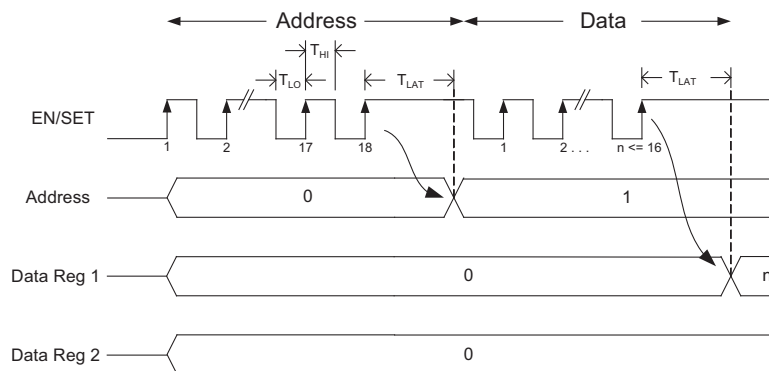 Address Data
T_HI
T_LO T_LAT T_LAT
EN/SET
1 2 17 18 1 2 . . . n <= 16
Address 0 1
Data Reg 1 0 n
Data Reg 2 0